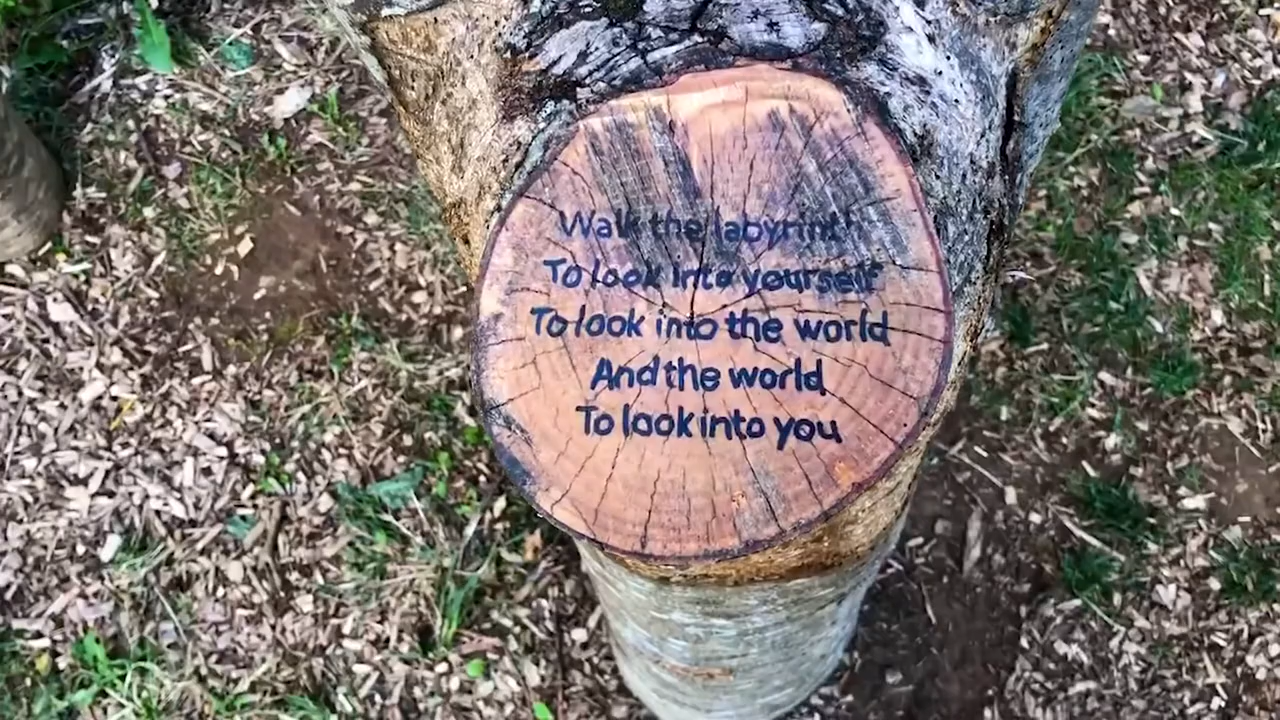 Walk the labyrinth
To look into yourself
To look into the world
And the world
To look into you